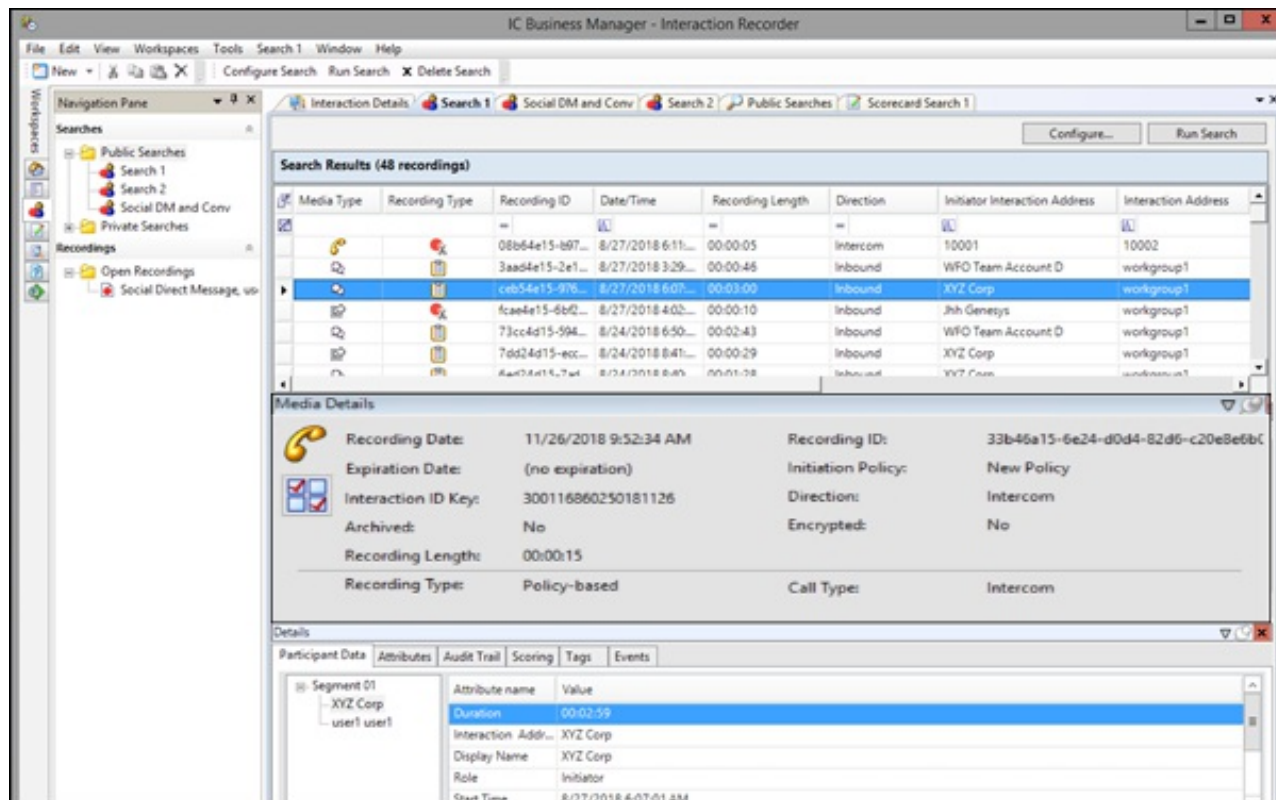 IC Business Manager - Interaction Recorder
File Edit View Workspaces Tools Search 1 Window Help
New Configure Search Run Search Delete Search
Workspaces
Navigation Pane
Interaction Details Search 1 Social DM and Conv Search 2 Public Searches Scorecard Search 1
Searches
Public Searches
Search 1
Search 2
Social DM and Conv
Private Searches
Recordings
Open Recordings
Social Direct Message, us
Configure... Run Search
Search Results (48 recordings)
Media Type Recording Type Recording ID Date/Time Recording Length Direction Initiator Interaction Address Interaction Address
08b64e15-b97... 8/27/2018 6:11:... 00:00:05 Intercom 10001 10002
3aad4e15-2e1... 8/27/2018 3:29:... 00:00:46 Inbound WFO Team Account D workgroup1
ceb54e15-976... 8/27/2018 6:07:... 00:03:00 Inbound XYZ Corp workgroup1
fcae4e15-6bf2... 8/27/2018 4:02:... 00:00:10 Inbound Jhh Genesys workgroup1
73cc4d15-594... 8/24/2018 6:50:... 00:02:43 Inbound WFO Team Account D workgroup1
7dd24d15-ecc... 8/24/2018 8:41:... 00:00:29 Inbound XYZ Corp workgroup1
8/24/2018 00:01:28 Inbound XYZ Corp workgroup1
Media Details
Recording Date: 11/26/2018 9:52:34 AM Recording ID: 33b46a15-6e24-d0d4-82d6-c20e8e6b
Expiration Date: (no expiration) Initiation Policy: New Policy
Interaction ID Key: 300116860250181126 Direction: Intercom
Archived: No Encrypted: No
Recording Length: 00:00:15
Recording Type: Policy-based Call Type: Intercom
Details
Participant Data Attributes Audit Trail Scoring Tags Events
Segment 01
XYZ Corp
user1 user1
Attribute name Value
Duration 00:02:59
Interaction Addr... XYZ Corp
Display Name XYZ Corp
Role Initiator
Start Time 8/27/2018 6:07:01 AM